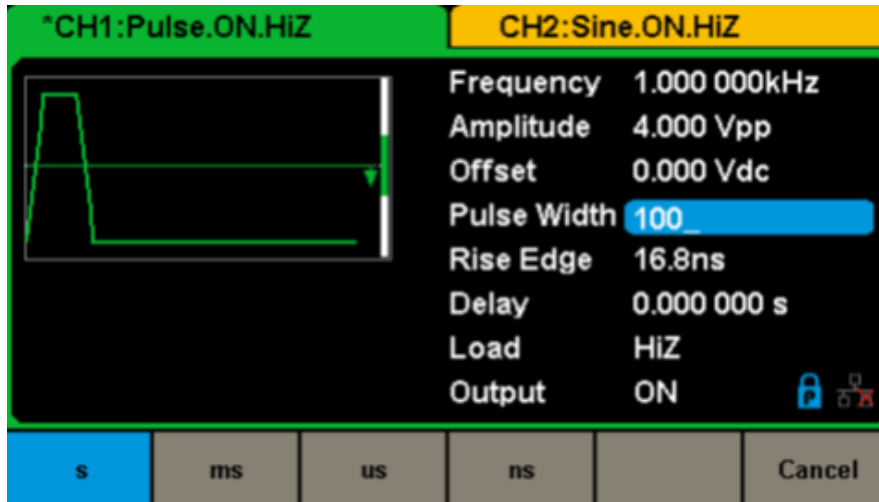 *CH1:Pulse.ON.HiZ CH2:Sine.ON.HiZ
Frequency 1.000 000kHz
Amplitude 4.000 Vpp
Offset 0.000 Vdc
Pulse Width 100_
Rise Edge 16.8ns
Delay 0.000 000 s
Load HiZ
Output ON P
s ms us ns Cancel